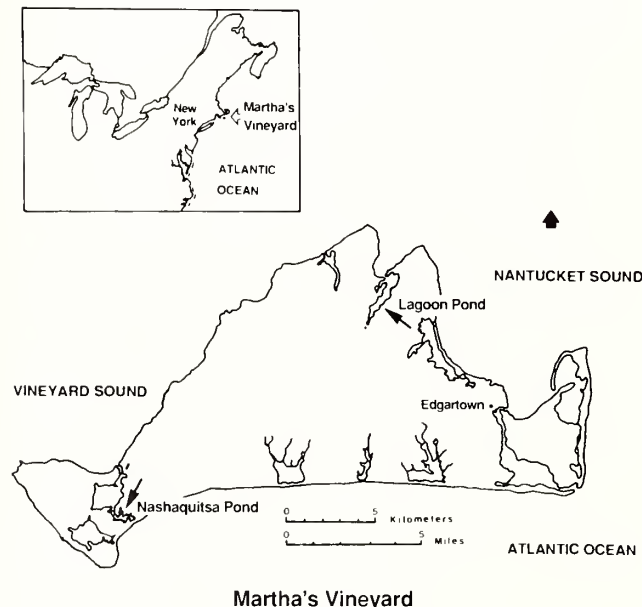 New
York
Martha's
Vineyard
ATLANTIC
OCEAN
NANTUCKET SOUND
Lagoon Pond
VINEYARD SOUND
Edgartown
Nashaquitsa Pond
0 5
Kilometers
0 5
Miles
ATLANTIC OCEAN
Martha's Vineyard